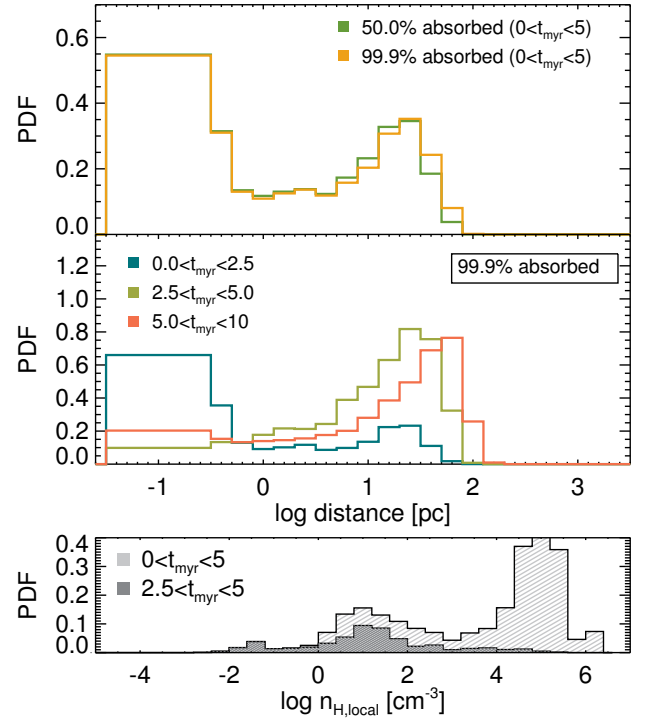 0.6
0.4
0.2
0.0
PDF
50.0% absorbed (0<t_myr<5)
99.9% absorbed (0<t_myr<5)
1.2
1.0
0.8
0.6
0.4
0.2
0.0
PDF
0.0<t_myr<2.5
2.5<t_myr<5.0
5.0<t_myr<10
99.9% absorbed
-1 0 1 2 3
log distance [pc]
0.4
0.3
0.2
0.1
0.0
PDF
0<t_myr<5
2.5<t_myr<5
-4 -2 0 2 4 6
log n_H,local [cm^-3]